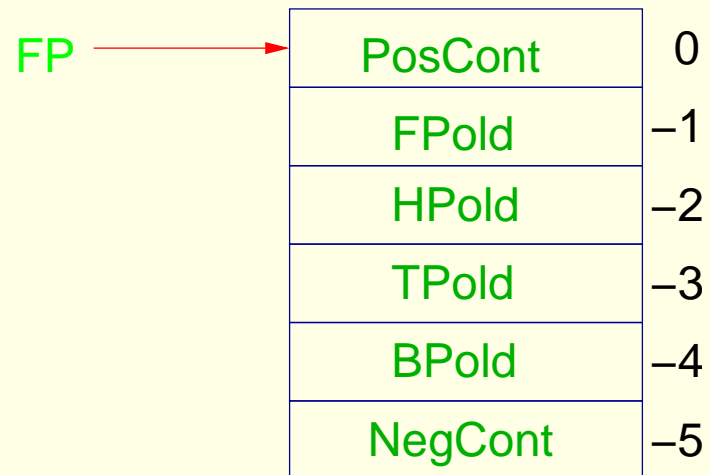 FP PosCont 0
FPold –1
HPold –2
TPold –3
BPold –4
NegCont –5